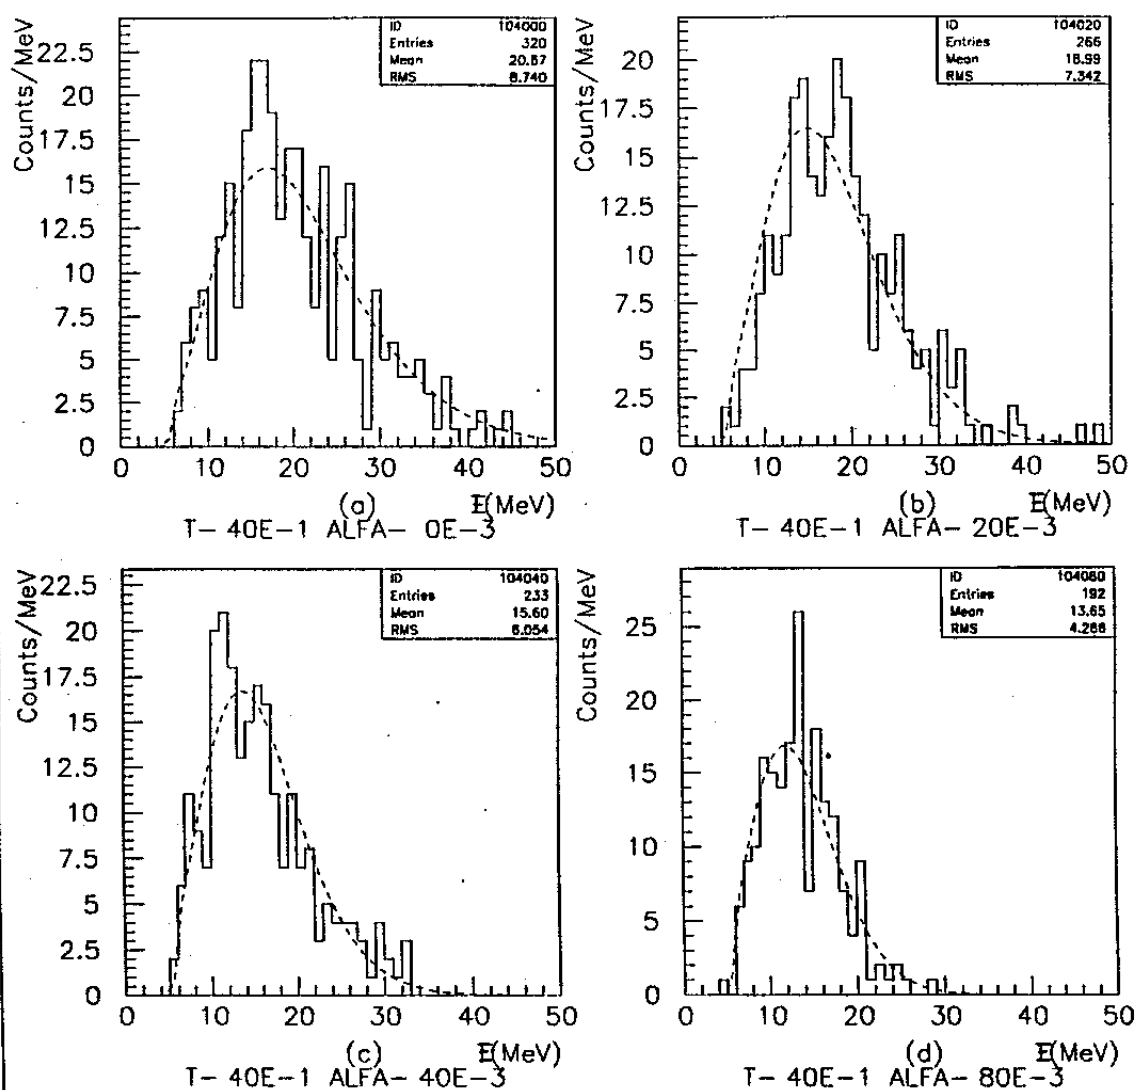 ID 104000
Entries 320
Mean 20.57
RMS 8.740
Counts/MeV
22.5
20
17.5
15
12.5
10
7.5
5
2.5
0
0 10 20 30 40 50
(a) E(MeV)
T- 40E-1 ALFA- 0E-3
ID 104020
Entries 266
Mean 18.99
RMS 7.342
Counts/MeV
20
17.5
15
12.5
10
7.5
5
2.5
0
0 10 20 30 40 50
(b) E(MeV)
T- 40E-1 ALFA- 20E-3
ID 104040
Entries 233
Mean 15.60
RMS 6.054
Counts/MeV
22.5
20
17.5
15
12.5
10
7.5
5
2.5
0
0 10 20 30 40 50
(c) E(MeV)
T- 40E-1 ALFA- 40E-3
ID 104080
Entries 192
Mean 13.65
RMS 4.266
Counts/MeV
25
20
15
10
5
0
0 10 20 30 40 50
(d) E(MeV)
T- 40E-1 ALFA- 80E-3